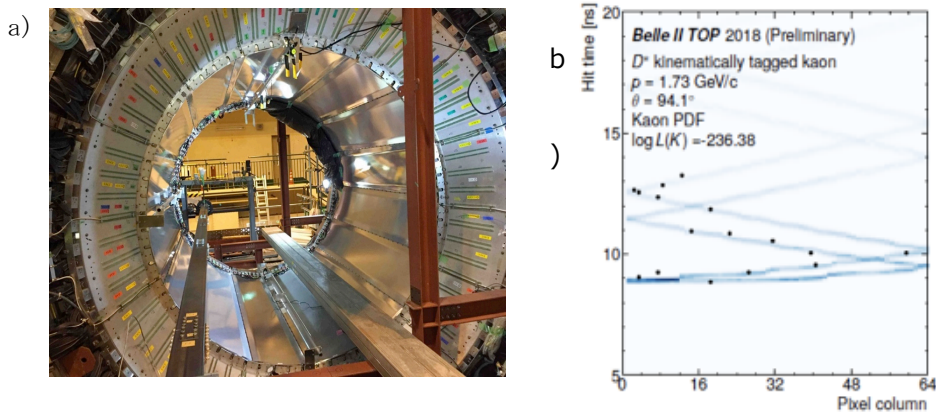 a)
b
)
Hit time [ns]
20
15
10
5
Belle II TOP 2018 (Preliminary)
D* kinematically tagged kaon
p = 1.73 GeV/c
θ = 94.1°
Kaon PDF
log L(K) =-236.38
0 16 32 48 64
Pixel column